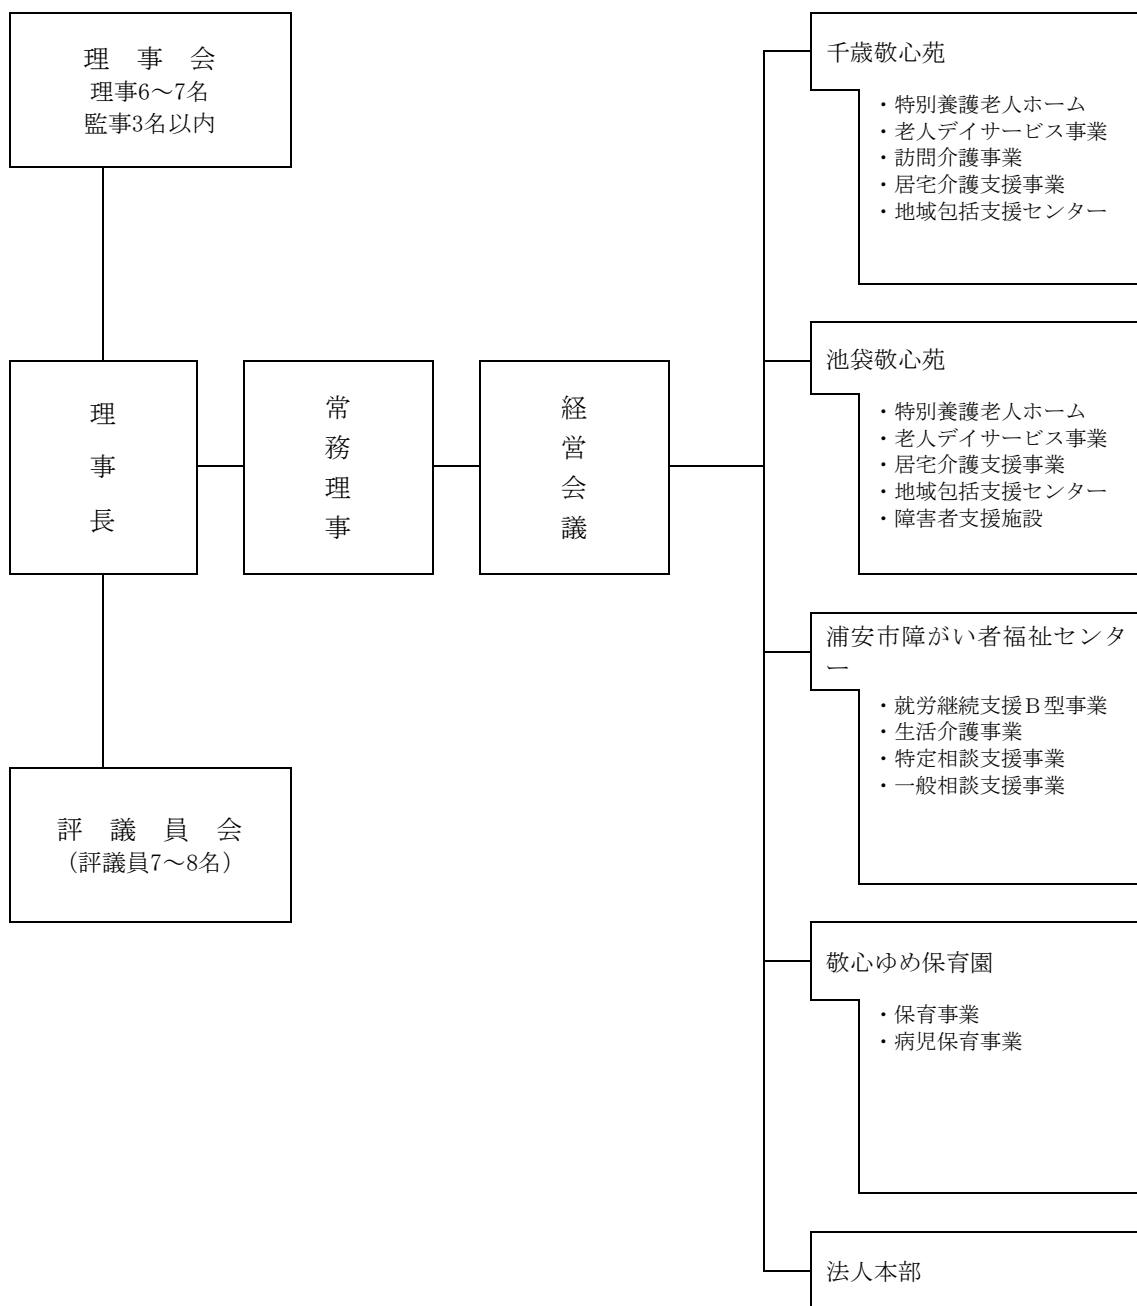 理 事 会
理事6～7名
監事3名以内
理事長
常務理事
経営会議
評 議 員 会
（評議員7～8名）
千歳敬心苑
・特別養護老人ホーム
・老人デイサービス事業
・訪問介護事業
・居宅介護支援事業
・地域包括支援センター
池袋敬心苑
・特別養護老人ホーム
・老人デイサービス事業
・居宅介護支援事業
・地域包括支援センター
・障害者支援施設
浦安市障がい者福祉センタ
ー
・就労継続支援Ｂ型事業
・生活介護事業
・特定相談支援事業
・一般相談支援事業
敬心ゆめ保育園
・保育事業
・病児保育事業
法人本部